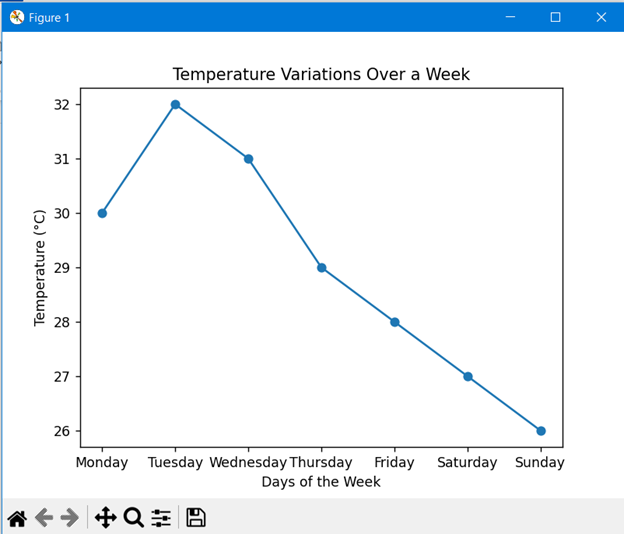 Figure 1
Temperature Variations Over a Week
32
31
30
29
28
27
26
Temperature (°C)
Monday Tuesday Wednesday Thursday Friday Saturday Sunday
Days of the Week